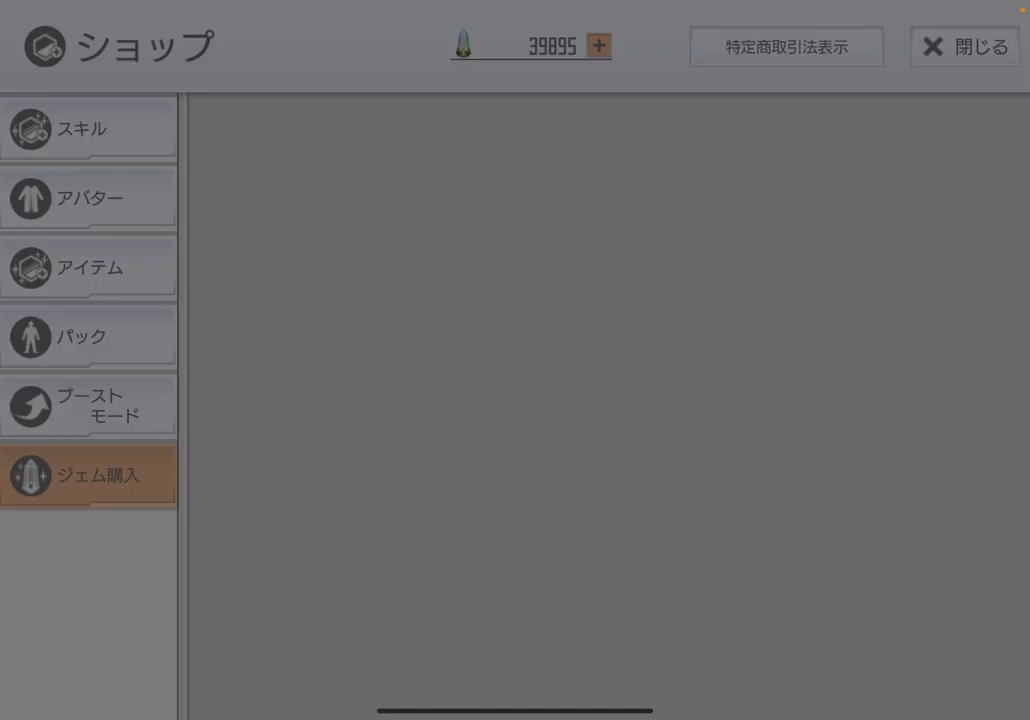 ショップ
39895
特定商取引法表示
閉じる
スキル
アバター
アイテム
パック
ブースト
モード
ジェム購入